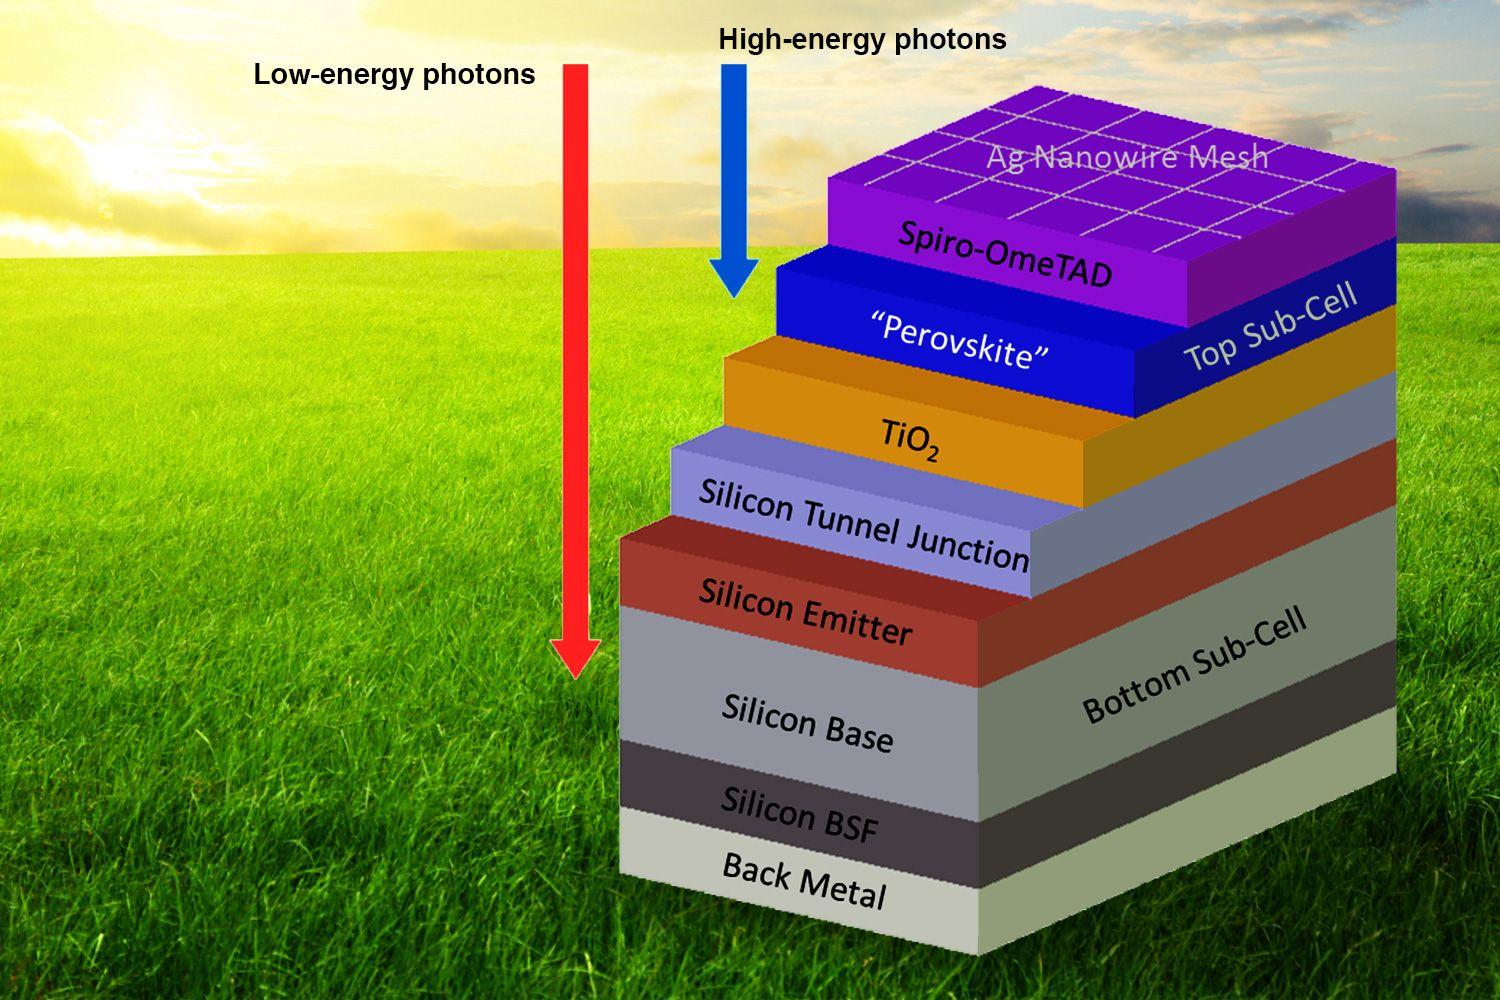 High-energy photons
Low-energy photons
Ag Nanowire Mesh
Spiro-OmeTAD
“Perovskite”
Top Sub-Cell
TiO₂
Silicon Tunnel Junction
Silicon Emitter
Silicon Base
Bottom Sub-Cell
Silicon BSF
Back Metal